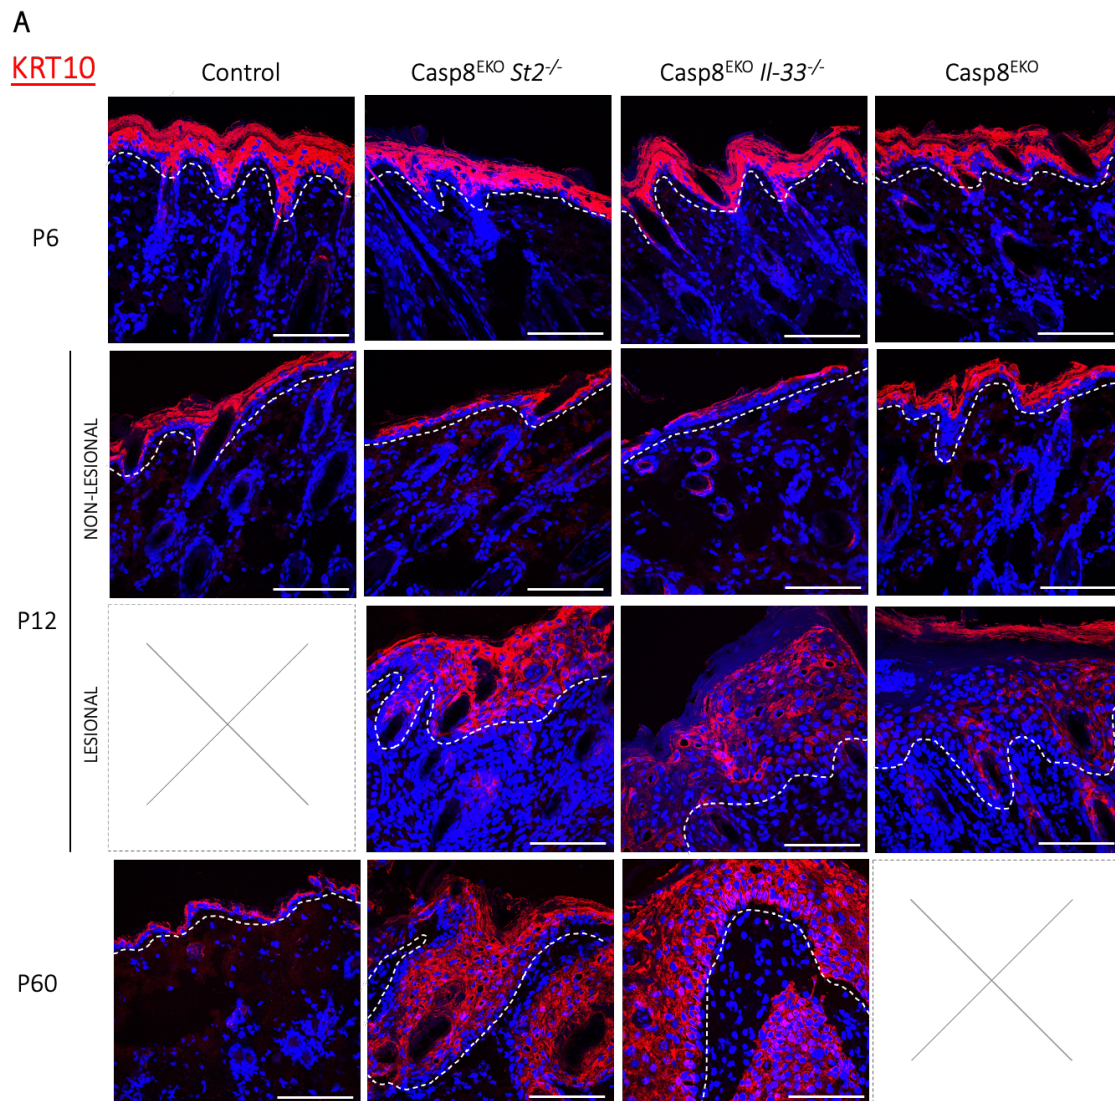 A
KRT10
Control
Casp8EKO St2-/-
Casp8EKO Il-33-/-
Casp8EKO
P6
NON-LESIONAL
P12
LESIONAL
P60